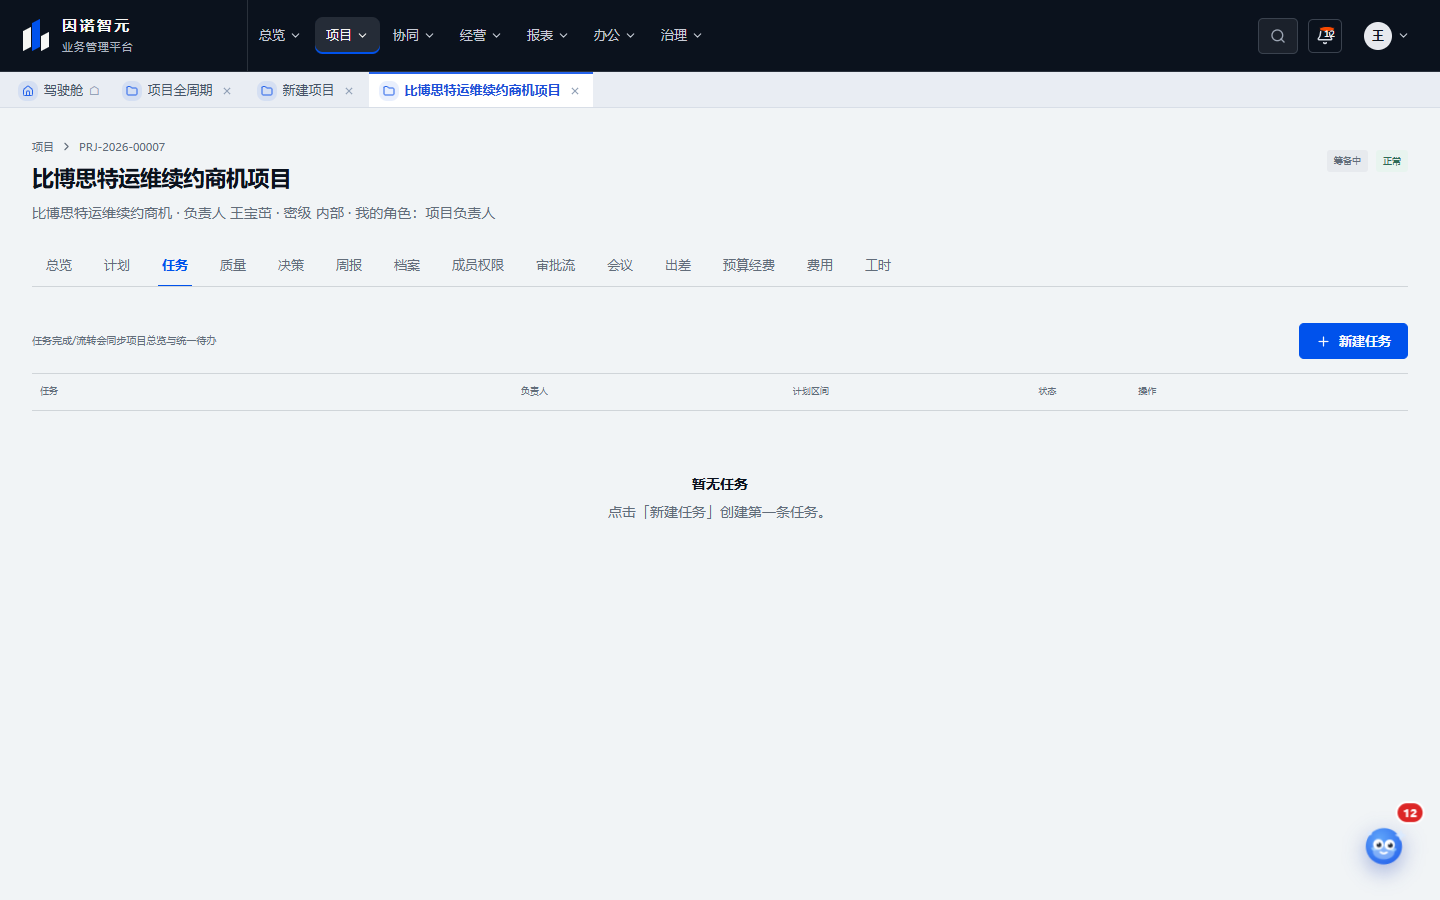 因诺智元
业务管理平台
总览
项目
协同
经营
报表
办公
治理
12
王
驾驶舱
项目全周期
新建项目
比博思特运维续约商机项目
项目 > PRJ-2026-00007
比博思特运维续约商机项目
筹备中
正常
比博思特运维续约商机 · 负责人 王宝茁 · 密级 内部 · 我的角色：项目负责人
总览
计划
任务
质量
决策
周报
档案
成员权限
审批流
会议
出差
预算经费
费用
工时
任务完成/流转会同步项目总览与统一待办
新建任务
任务
负责人
计划区间
状态
操作
暂无任务
点击「新建任务」创建第一条任务。
12